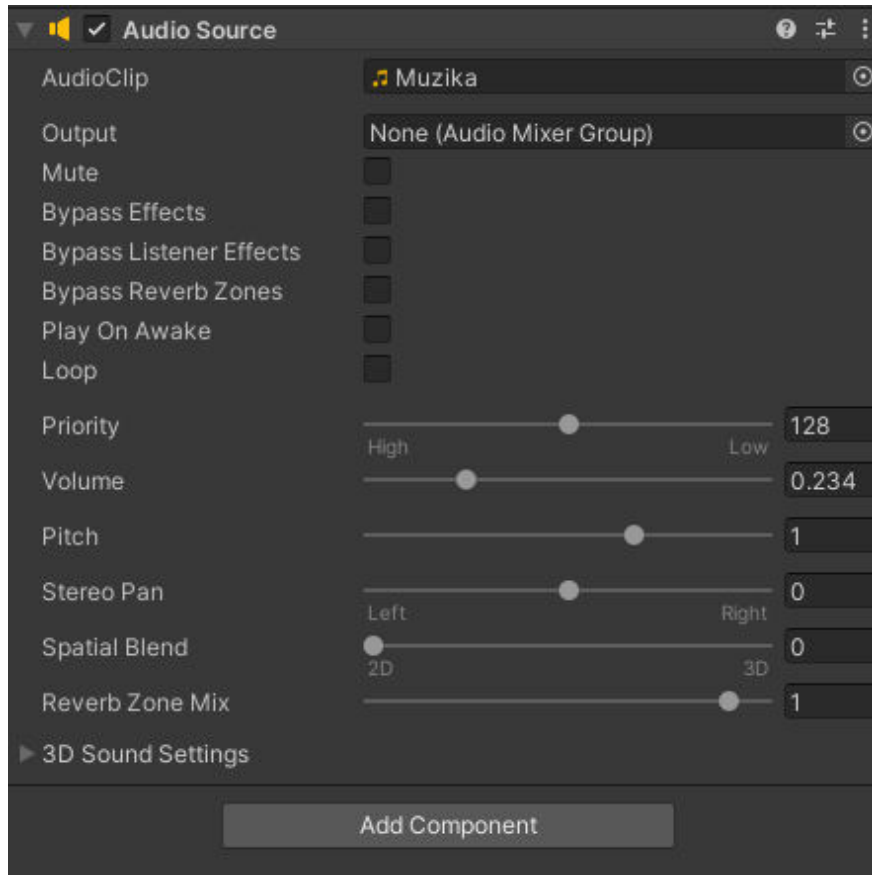 Audio Source
AudioClip Muzika
Output None (Audio Mixer Group)
Mute
Bypass Effects
Bypass Listener Effects
Bypass Reverb Zones
Play On Awake
Loop
Priority 128
High Low
Volume 0.234
Pitch 1
Stereo Pan 0
Left Right
Spatial Blend 0
2D 3D
Reverb Zone Mix 1
3D Sound Settings
Add Component